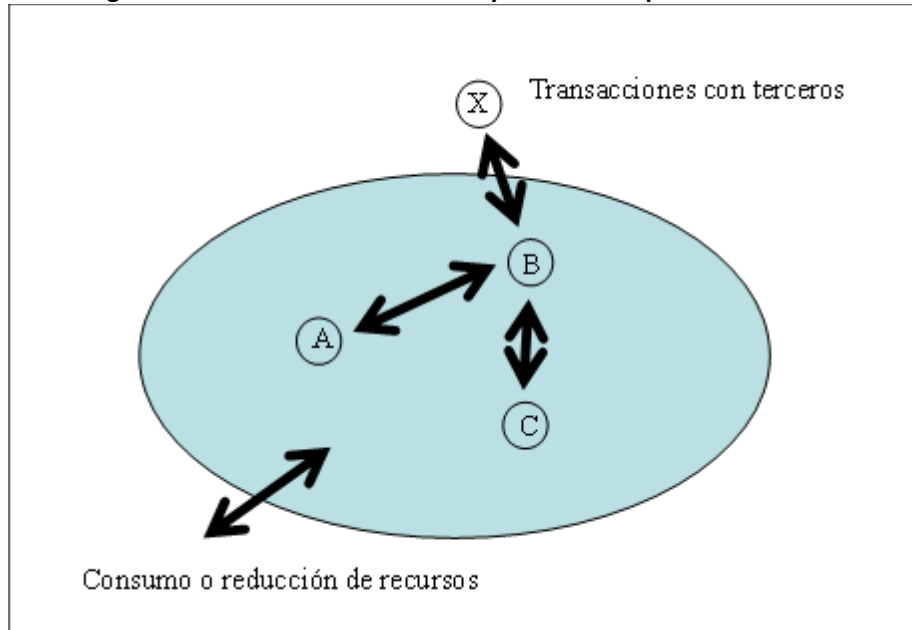 X
Transacciones con terceros
B
A
C
Consumo o reducción de recursos